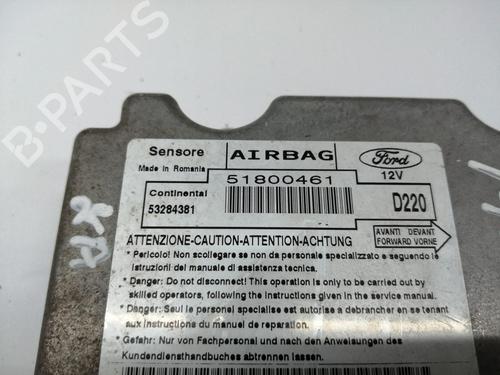 B-PARTS
Sensore AIRBAG Ford
Made in Romania 51800461 12V
Continental
53284381 D220
AVANTI DEVANT
FORWARD VORNE
ATTENZIONE-CAUTION-ATTENTION-ACHTUNG
* Pericolo! Non scollegare se non da personale specializzato e seguendo le
istruzioni del manuale di assistenza tecnica.
* Danger: Do not disconnect! This operation is only to be carried out by
skilled operators, following the instructions given in the service manual.
* Danger: Seul le personel specialise est autorise a debrancher en se tenant
aux instructions du manuel de reparation.
* Gefahr: Nur von Fachpersonal und nach den Anweisungen des
Kundendiensthandbuches abtrennen lassen.